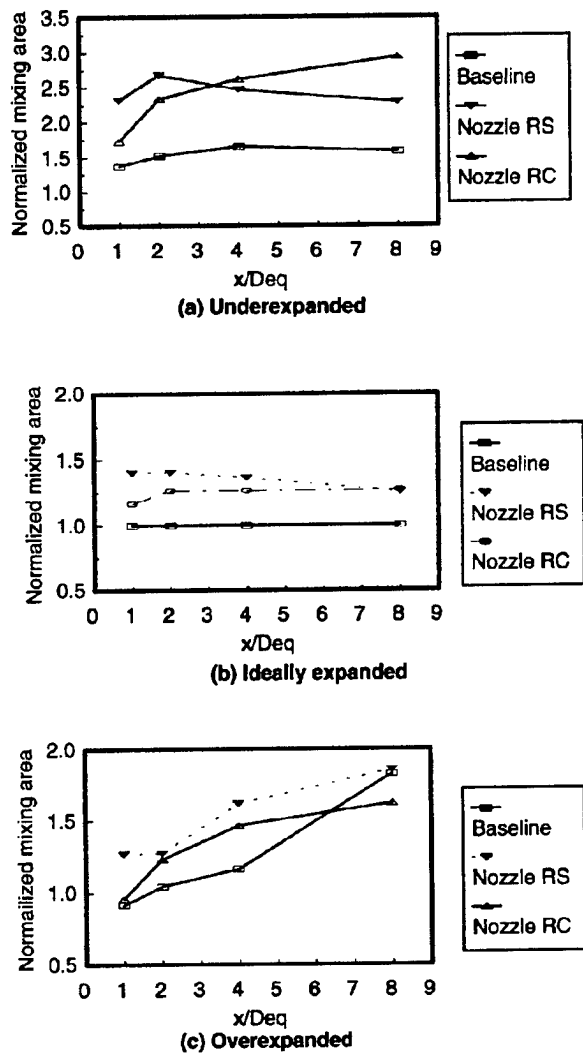 Normalized mixing area
3.5
3.0
2.5
2.0
1.5
1.0
0.5
0 1 2 3 4 5 6 7 8 9
x/Deq
Baseline
Nozzle RS
Nozzle RC
(a) Underexpanded
Normalized mixing area
2.0
1.5
1.0
0.5
0 1 2 3 4 5 6 7 8 9
x/Deq
Baseline
Nozzle RS
Nozzle RC
(b) Ideally expanded
Normailized mixing area
2.0
1.5
1.0
0.5
0 1 2 3 4 5 6 7 8 9
x/Deq
Baseline
Nozzle RS
Nozzle RC
(c) Overexpanded